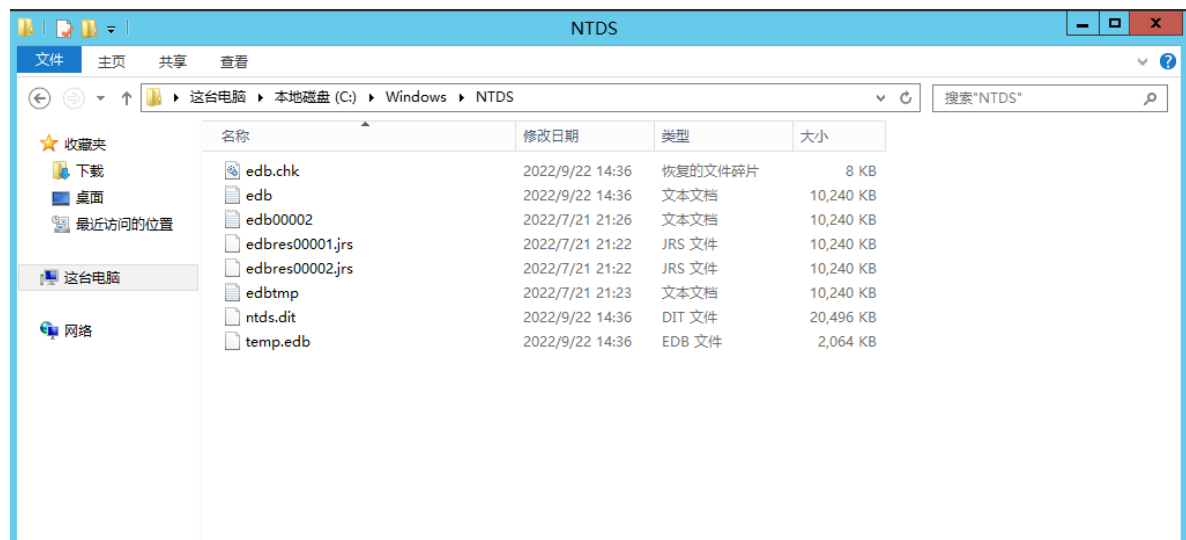 NTDS
文件 主页 共享 查看
这台电脑 本地磁盘 (C:) Windows NTDS 搜索"NTDS"
收藏夹
下载
桌面
最近访问的位置
这台电脑
网络
名称 修改日期 类型 大小
edb.chk 2022/9/22 14:36 恢复的文件碎片 8 KB
edb 2022/9/22 14:36 文本文档 10,240 KB
edb00002 2022/7/21 21:26 文本文档 10,240 KB
edbres00001.jrs 2022/7/21 21:22 JRS 文件 10,240 KB
edbres00002.jrs 2022/7/21 21:22 JRS 文件 10,240 KB
edbtmp 2022/7/21 21:23 文本文档 10,240 KB
ntds.dit 2022/9/22 14:36 DIT 文件 20,496 KB
temp.edb 2022/9/22 14:36 EDB 文件 2,064 KB